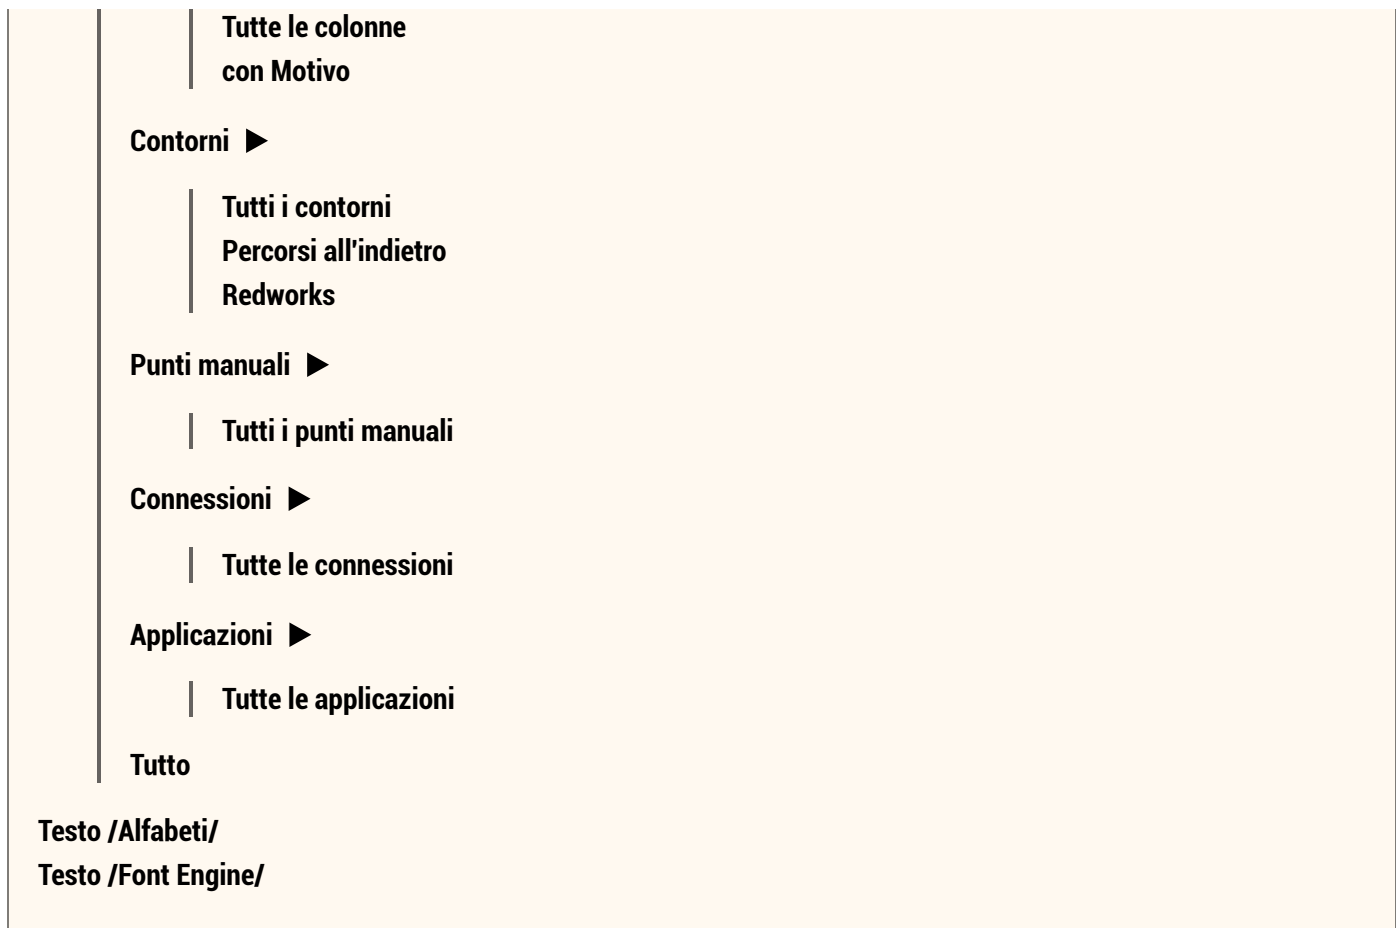 Tutte le colonne
con Motivo
Contorni ▶
Tutti i contorni
Percorsi all'indietro
Redworks
Punti manuali ▶
Tutti i punti manuali
Connessioni ▶
Tutte le connessioni
Applicazioni ▶
Tutte le applicazioni
Tutto
Testo /Alfabeti/
Testo /Font Engine/